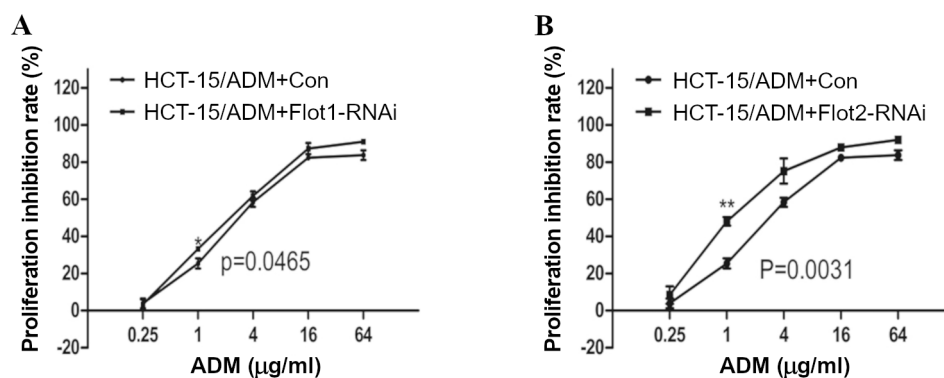 A
Proliferation inhibition rate (%)
120
100
80
60
40
20
0
-20
HCT-15/ADM+Con
HCT-15/ADM+Flot1-RNAi
*
p=0.0465
0.25 1 4 16 64
ADM (μg/ml)
B
Proliferation inhibition rate (%)
120
100
80
60
40
20
0
-20
HCT-15/ADM+Con
HCT-15/ADM+Flot2-RNAi
**
P=0.0031
0.25 1 4 16 64
ADM (μg/ml)